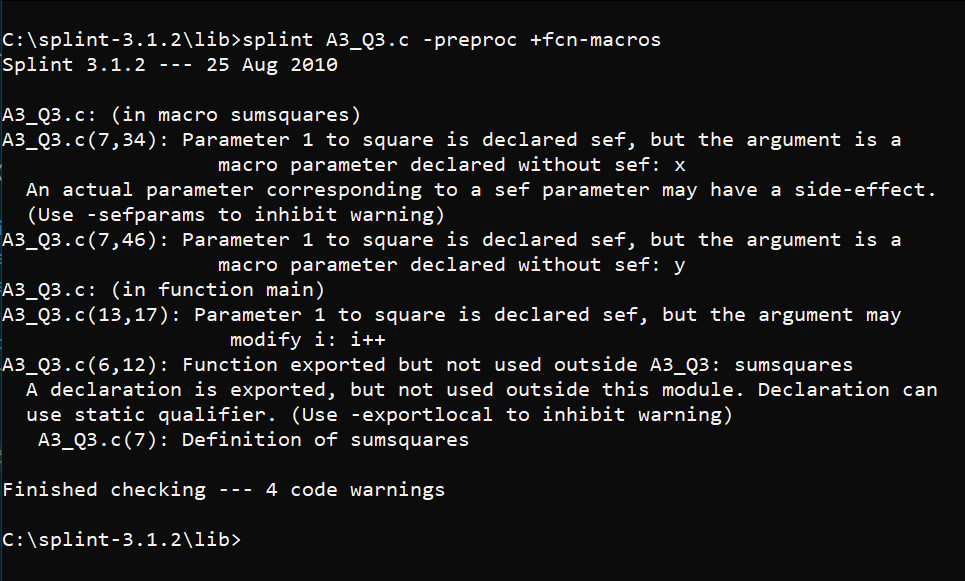 C:\splint-3.1.2\lib>splint A3_Q3.c -preproc +fcn-macros
Splint 3.1.2 --- 25 Aug 2010
A3_Q3.c: (in macro sumsquares)
A3_Q3.c(7,34): Parameter 1 to square is declared sef, but the argument is a
macro parameter declared without sef: x
An actual parameter corresponding to a sef parameter may have a side-effect.
(Use -sefparams to inhibit warning)
A3_Q3.c(7,46): Parameter 1 to square is declared sef, but the argument is a
macro parameter declared without sef: y
A3_Q3.c: (in function main)
A3_Q3.c(13,17): Parameter 1 to square is declared sef, but the argument may
modify i: i++
A3_Q3.c(6,12): Function exported but not used outside A3_Q3: sumsquares
A declaration is exported, but not used outside this module. Declaration can
use static qualifier. (Use -exportlocal to inhibit warning)
A3_Q3.c(7): Definition of sumsquares
Finished checking --- 4 code warnings
C:\splint-3.1.2\lib>